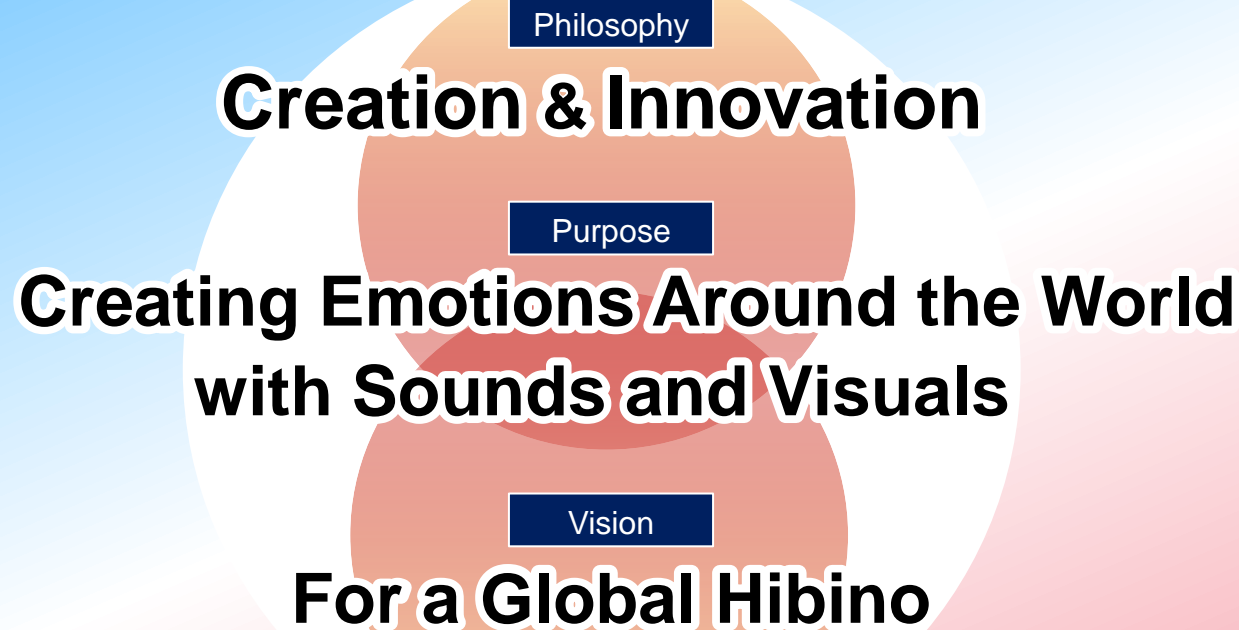 Philosophy
Creation & Innovation
Purpose
Creating Emotions Around the World
with Sounds and Visuals
Vision
For a Global Hibino